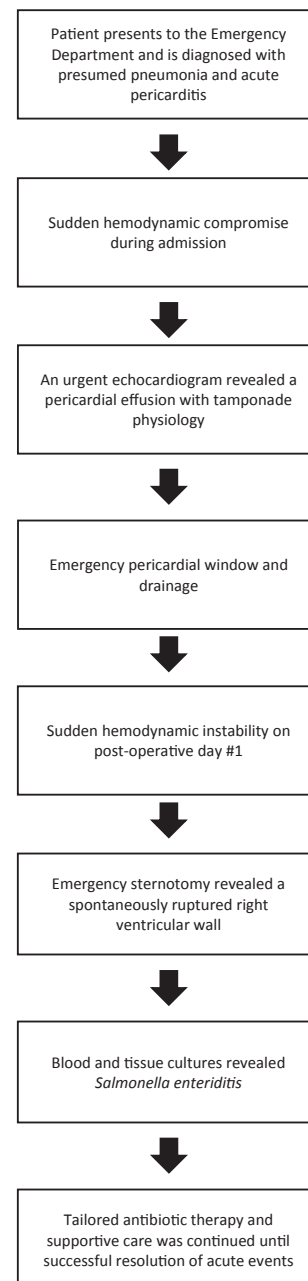 Patient presents to the Emergency
Department and is diagnosed with
presumed pneumonia and acute
pericarditis
Sudden hemodynamic compromise
during admission
An urgent echocardiogram revealed a
pericardial effusion with tamponade
physiology
Emergency pericardial window and
drainage
Sudden hemodynamic instability on
post-operative day #1
Emergency sternotomy revealed a
spontaneously ruptured right
ventricular wall
Blood and tissue cultures revealed
Salmonella enteriditis
Tailored antibiotic therapy and
supportive care was continued until
successful resolution of acute events